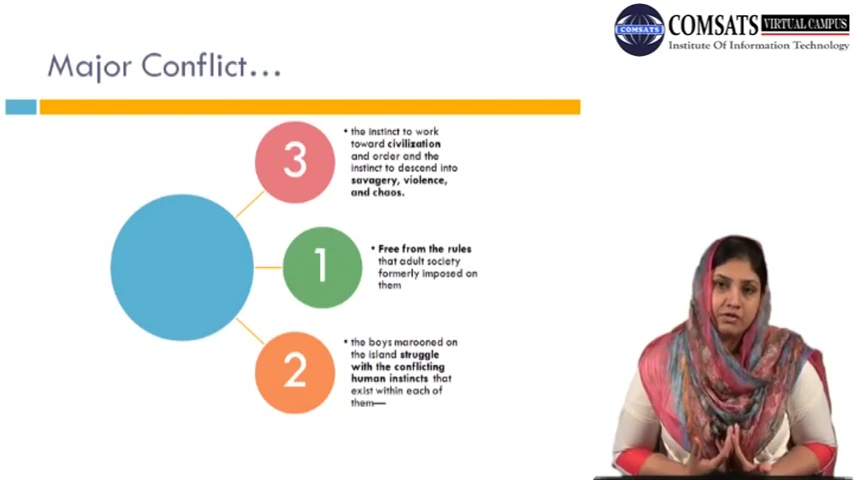 COMSATS VIRTUAL CAMPUS
COMSATS
Institute Of Information Technology
Major Conflict...
3
• the instinct to work
toward civilization
and order and the
instinct to descend into
savagery, violence,
and chaos.
1
• Free from the rules
that adult society
formerly imposed on
them
2
• the boys marooned on
the island struggle
with the conflicting
human instincts that
exist within each of
them—